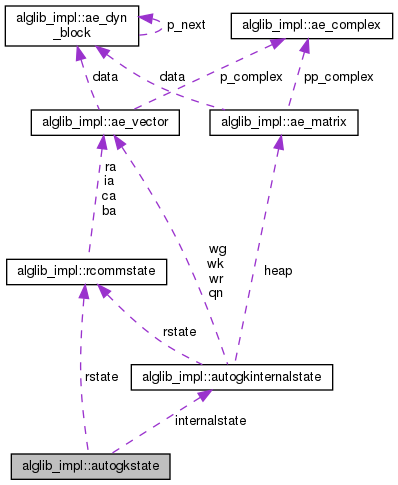 alglib_impl::ae_dyn
_block
p_next
alglib_impl::ae_complex
data
data
p_complex
pp_complex
alglib_impl::ae_vector
alglib_impl::ae_matrix
ra
ia
ca
ba
wg
wk
wr
qn
alglib_impl::rcommstate
heap
rstate
rstate
alglib_impl::autogkinternalstate
internalstate
alglib_impl::autogkstate